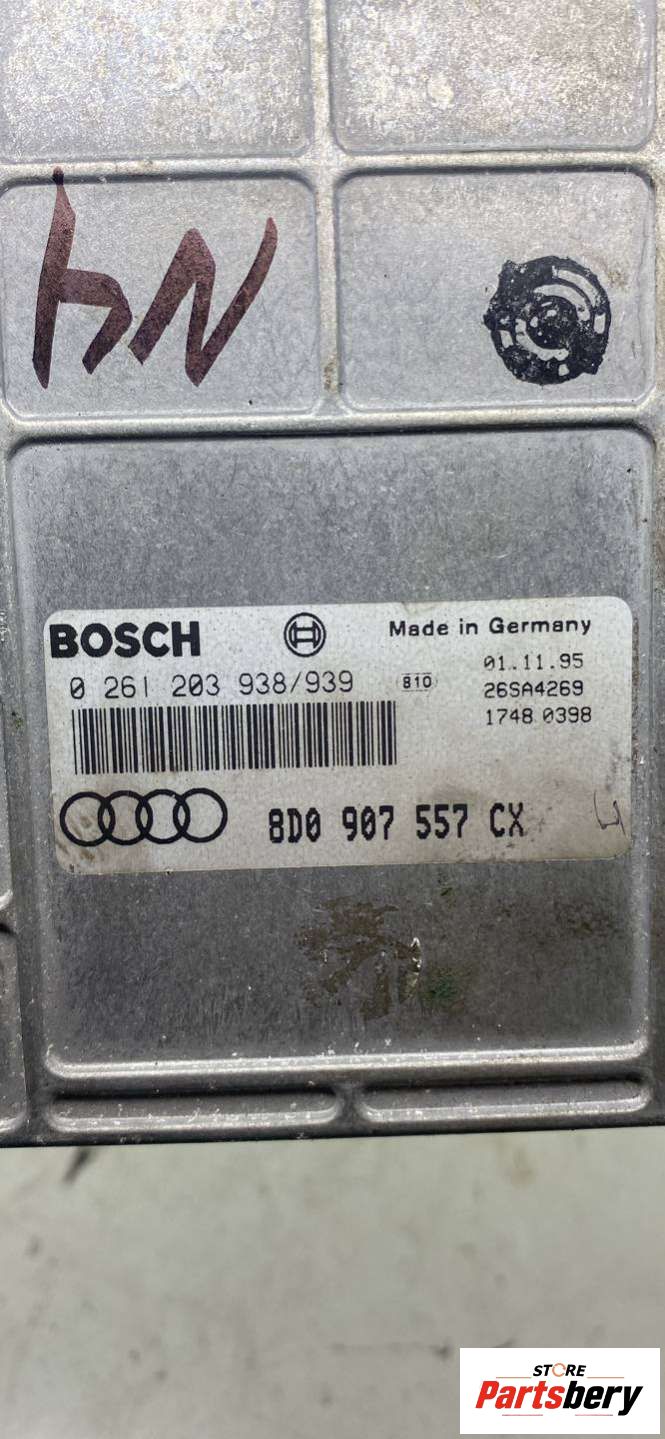 BOSCH
Made in Germany
0 261 203 938/939
810
01.11.95
26SA4269
1748 0398
8D0 907 557 CX
STORE
Partsbery